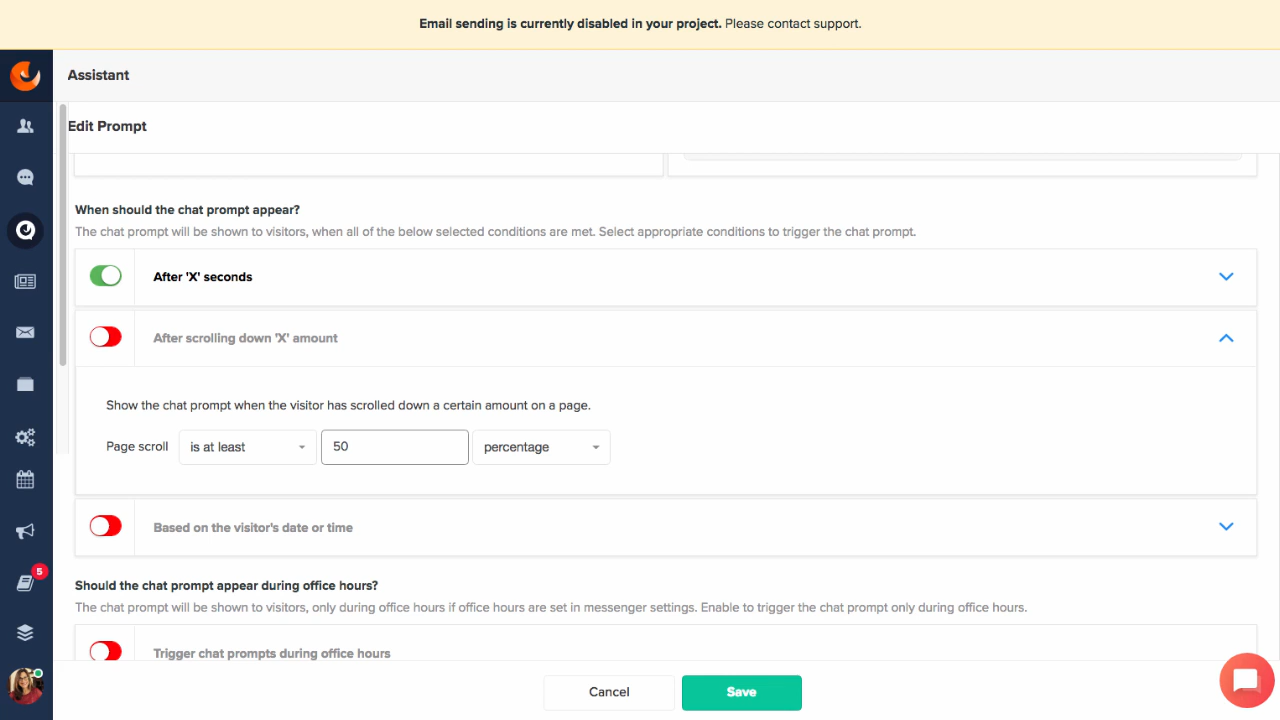 Email sending is currently disabled in your project. Please contact support.
Assistant
Edit Prompt
When should the chat prompt appear?
The chat prompt will be shown to visitors, when all of the below selected conditions are met. Select appropriate conditions to trigger the chat prompt.
After 'X' seconds
After scrolling down 'X' amount
Show the chat prompt when the visitor has scrolled down a certain amount on a page.
Page scroll is at least 50 percentage
Based on the visitor's date or time
Should the chat prompt appear during office hours?
The chat prompt will be shown to visitors, only during office hours if office hours are set in messenger settings. Enable to trigger the chat prompt only during office hours.
5
Trigger chat prompts during office hours
Cancel Save